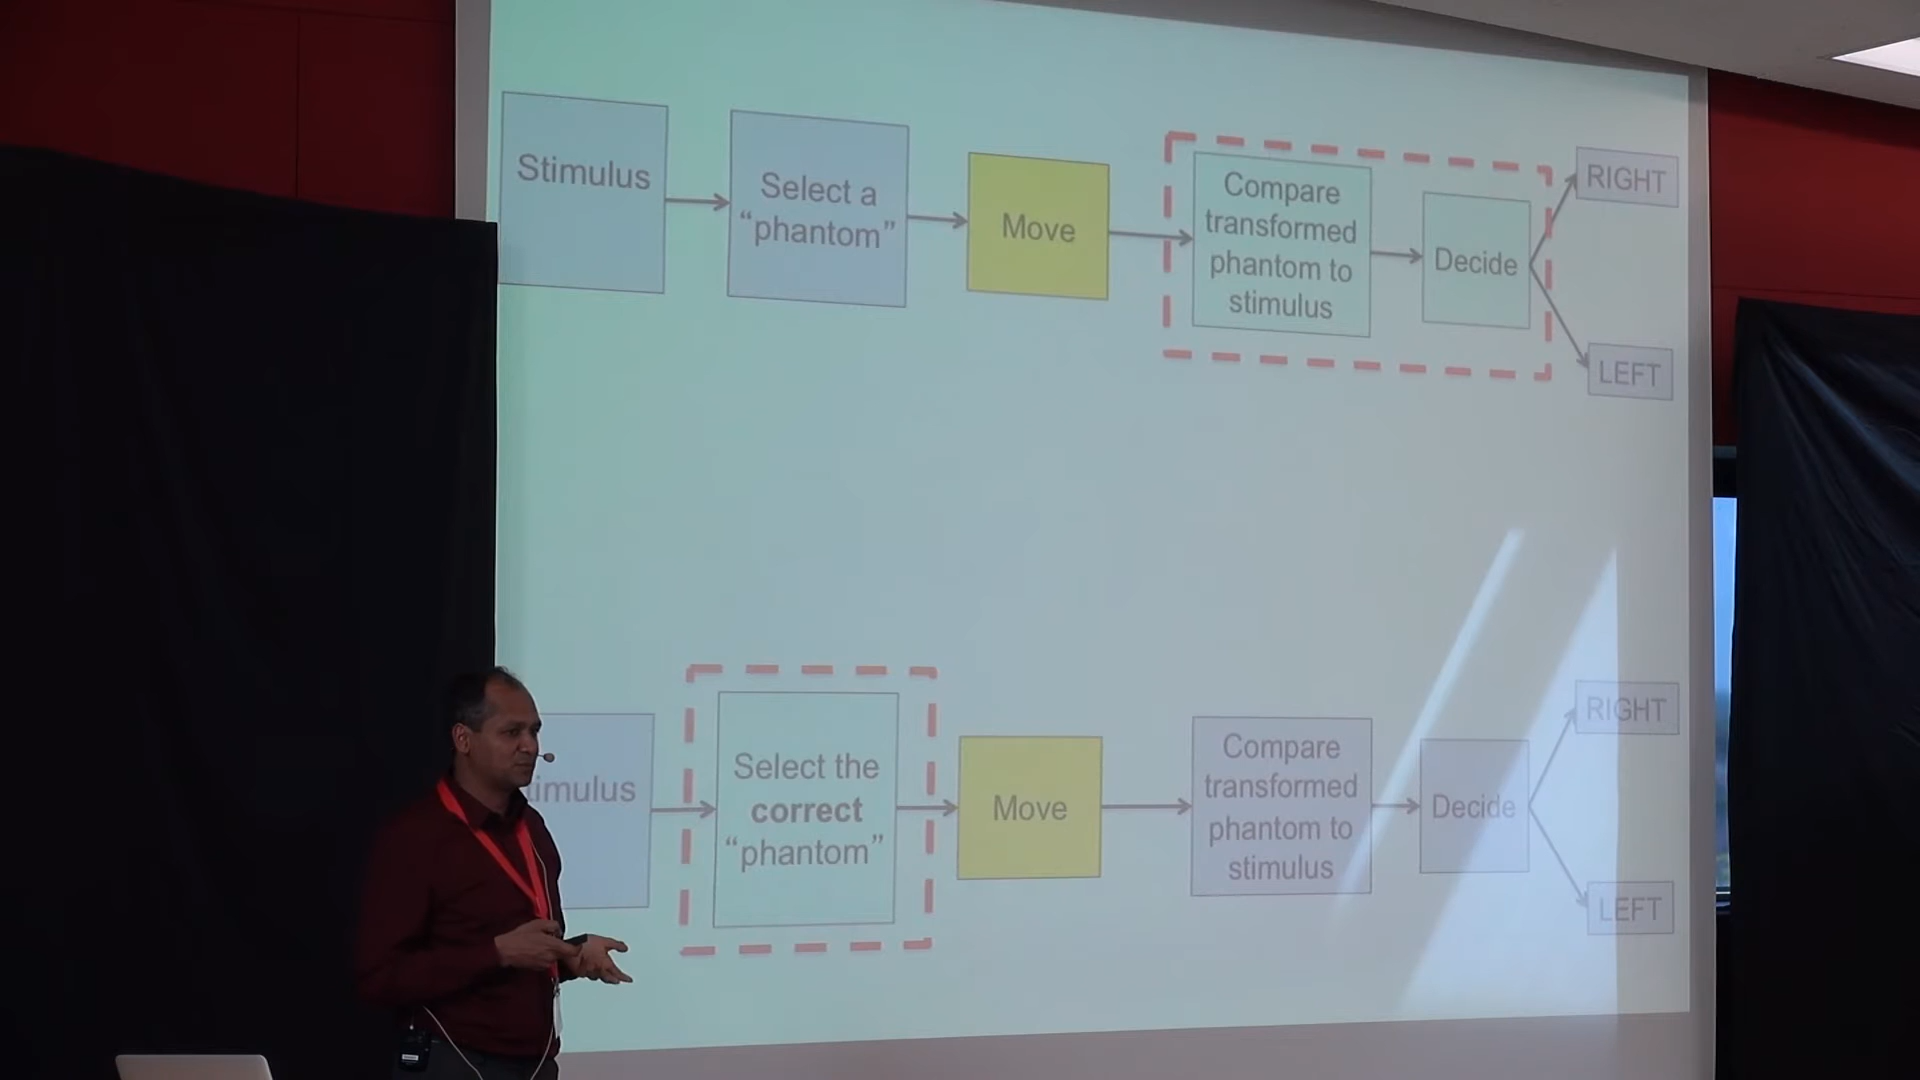 Stimulus
Select a
“phantom”
Move
Compare
transformed
phantom to
stimulus
Decide
RIGHT
LEFT
timulus
Select the
correct
“phantom”
Move
Compare
transformed
phantom to
stimulus
Decide
RIGHT
LEFT